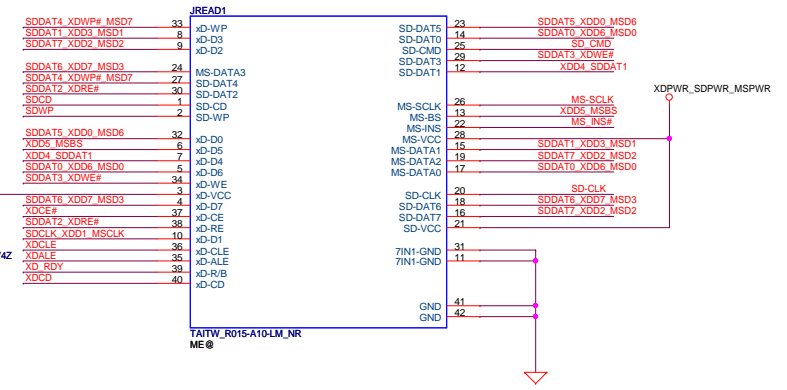 JREAD1
SDDAT4_XDWP#_MSD7 33 xD-WP
SDDAT1_XDD3_MSD1 8 xD-D3
SDDAT7_XDD2_MSD2 9 xD-D2
SDDAT6_XDD7_MSD3 24 MS-DATA3
SDDAT4_XDWP#_MSD7 27 SD-DAT4
SDDAT2_XDRE# 30 SD-DAT2
SDCD 1 SD-CD
SDWP 2 SD-WP
SDDAT5_XDD0_MSD6 32 xD-D0
XDD5_MSBS 6 xD-D5
XDD4_SDDAT1 7 xD-D4
SDDAT0_XDD6_MSD0 5 xD-D6
SDDAT3_XDWE# 34 xD-WE
3 xD-VCC
SDDAT6_XDD7_MSD3 4 xD-D7
XDCE# 37 xD-CE
SDDAT2_XDRE# 38 xD-RE
SDCLK_XDD1_MSCLK 10 xD-D1
XDCLE 36 xD-CLE
XDALE 35 xD-ALE
XD_RDY 39 xD-R/B
XDCD 40 xD-CD
4Z
SD-DAT5 23 SDDAT5_XDD0_MSD6
SD-DAT0 14 SDDAT0_XDD6_MSD0
SD-CMD 25 SD_CMD
SD-DAT3 29 SDDAT3_XDWE#
SD-DAT1 12 XDD4_SDDAT1
XDPWR_SDPWR_MSPWR
MS-SCLK 26 MS-SCLK
MS-BS 13 XDD5_MSBS
MS-INS 22 MS_INS#
MS-VCC 28
MS-DATA1 15 SDDAT1_XDD3_MSD1
MS-DATA2 19 SDDAT7_XDD2_MSD2
MS-DATA0 17 SDDAT0_XDD6_MSD0
SD-CLK 20 SD-CLK
SD-DAT6 18 SDDAT6_XDD7_MSD3
SD-DAT7 16 SDDAT7_XDD2_MSD2
SD-VCC 21
7IN1-GND 31
7IN1-GND 11
GND 41
GND 42
TAITW_R015-A10-LM_NR
ME@